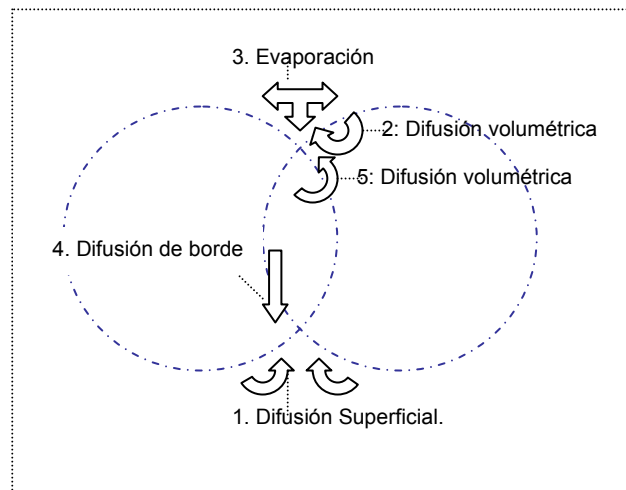 3. Evaporación
2: Difusión volumétrica
5: Difusión volumétrica
4. Difusión de borde
1. Difusión Superficial.